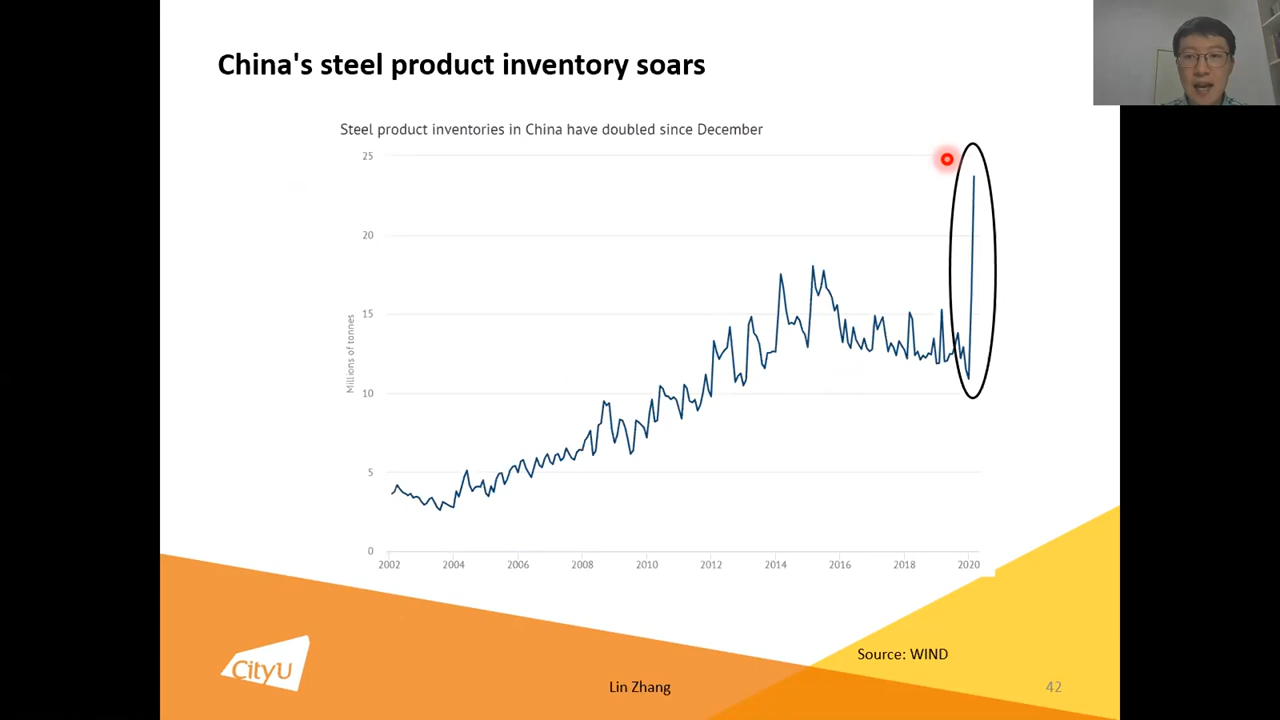 China's steel product inventory soars
Steel product inventories in China have doubled since December
25
20
15
10
5
0
Millions of tonnes
2002 2004 2006 2008 2010 2012 2014 2016 2018 2020
Source: WIND
CityU
Lin Zhang
42